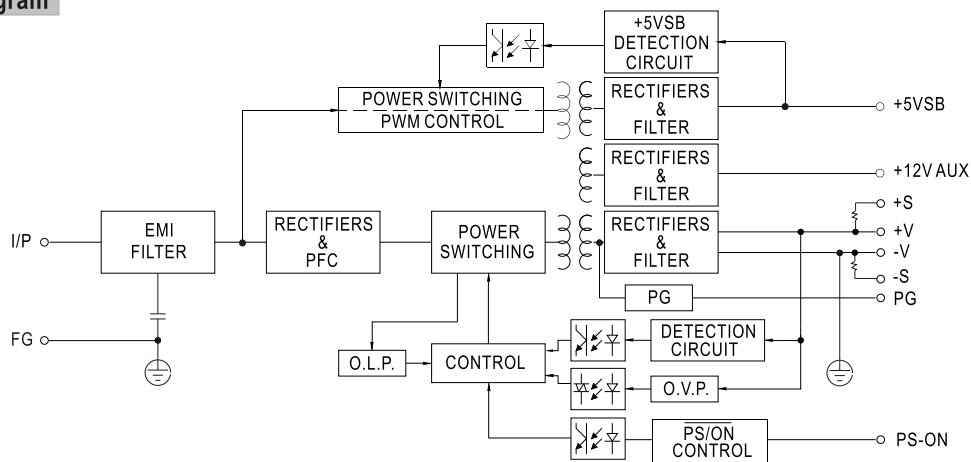 gram
+5VSB
DETECTION
CIRCUIT
POWER SWITCHING
PWM CONTROL
RECTIFIERS
&
FILTER
+5VSB
RECTIFIERS
&
FILTER
+12V AUX
I/P
EMI
FILTER
RECTIFIERS
&
PFC
POWER
SWITCHING
RECTIFIERS
&
FILTER
+S
+V
-V
-S
PG
PG
FG
O.L.P.
CONTROL
DETECTION
CIRCUIT
O.V.P.
PS/ON
CONTROL
PS-ON